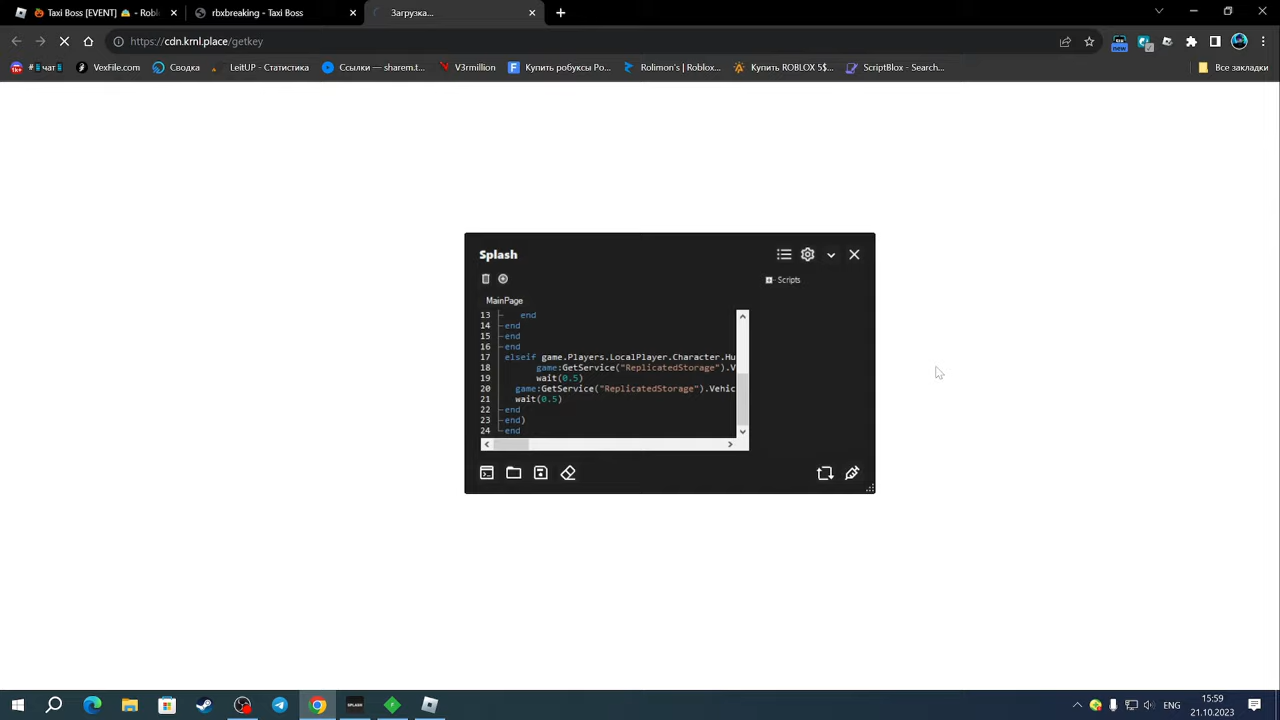 Taxi Boss [EVENT]
- Robl
rbxbreaking - Taxi Boss
Загрузка...
https://cdn.krnl.place/getkey
new
чат
VexFile.com
Сводка
LeitUP - Статистика
Ссылки — sharem.t...
V3rmillion
Купить робуксы Ро...
Rolimon's | Roblox...
Купить ROBLOX 5$...
ScriptBlox - Search...
Все закладки
Splash
Scripts
MainPage
13 end
14 end
15 end
16 end
17 elseif game.Players.LocalPlayer.Character.Hu
18 game:GetService("ReplicatedStorage").V
19 wait(0.5)
20 game:GetService("ReplicatedStorage").Vehic
21 wait(0.5)
22 end
23 end)
24 end
SPLASH
ENG
15:59
21.10.2023